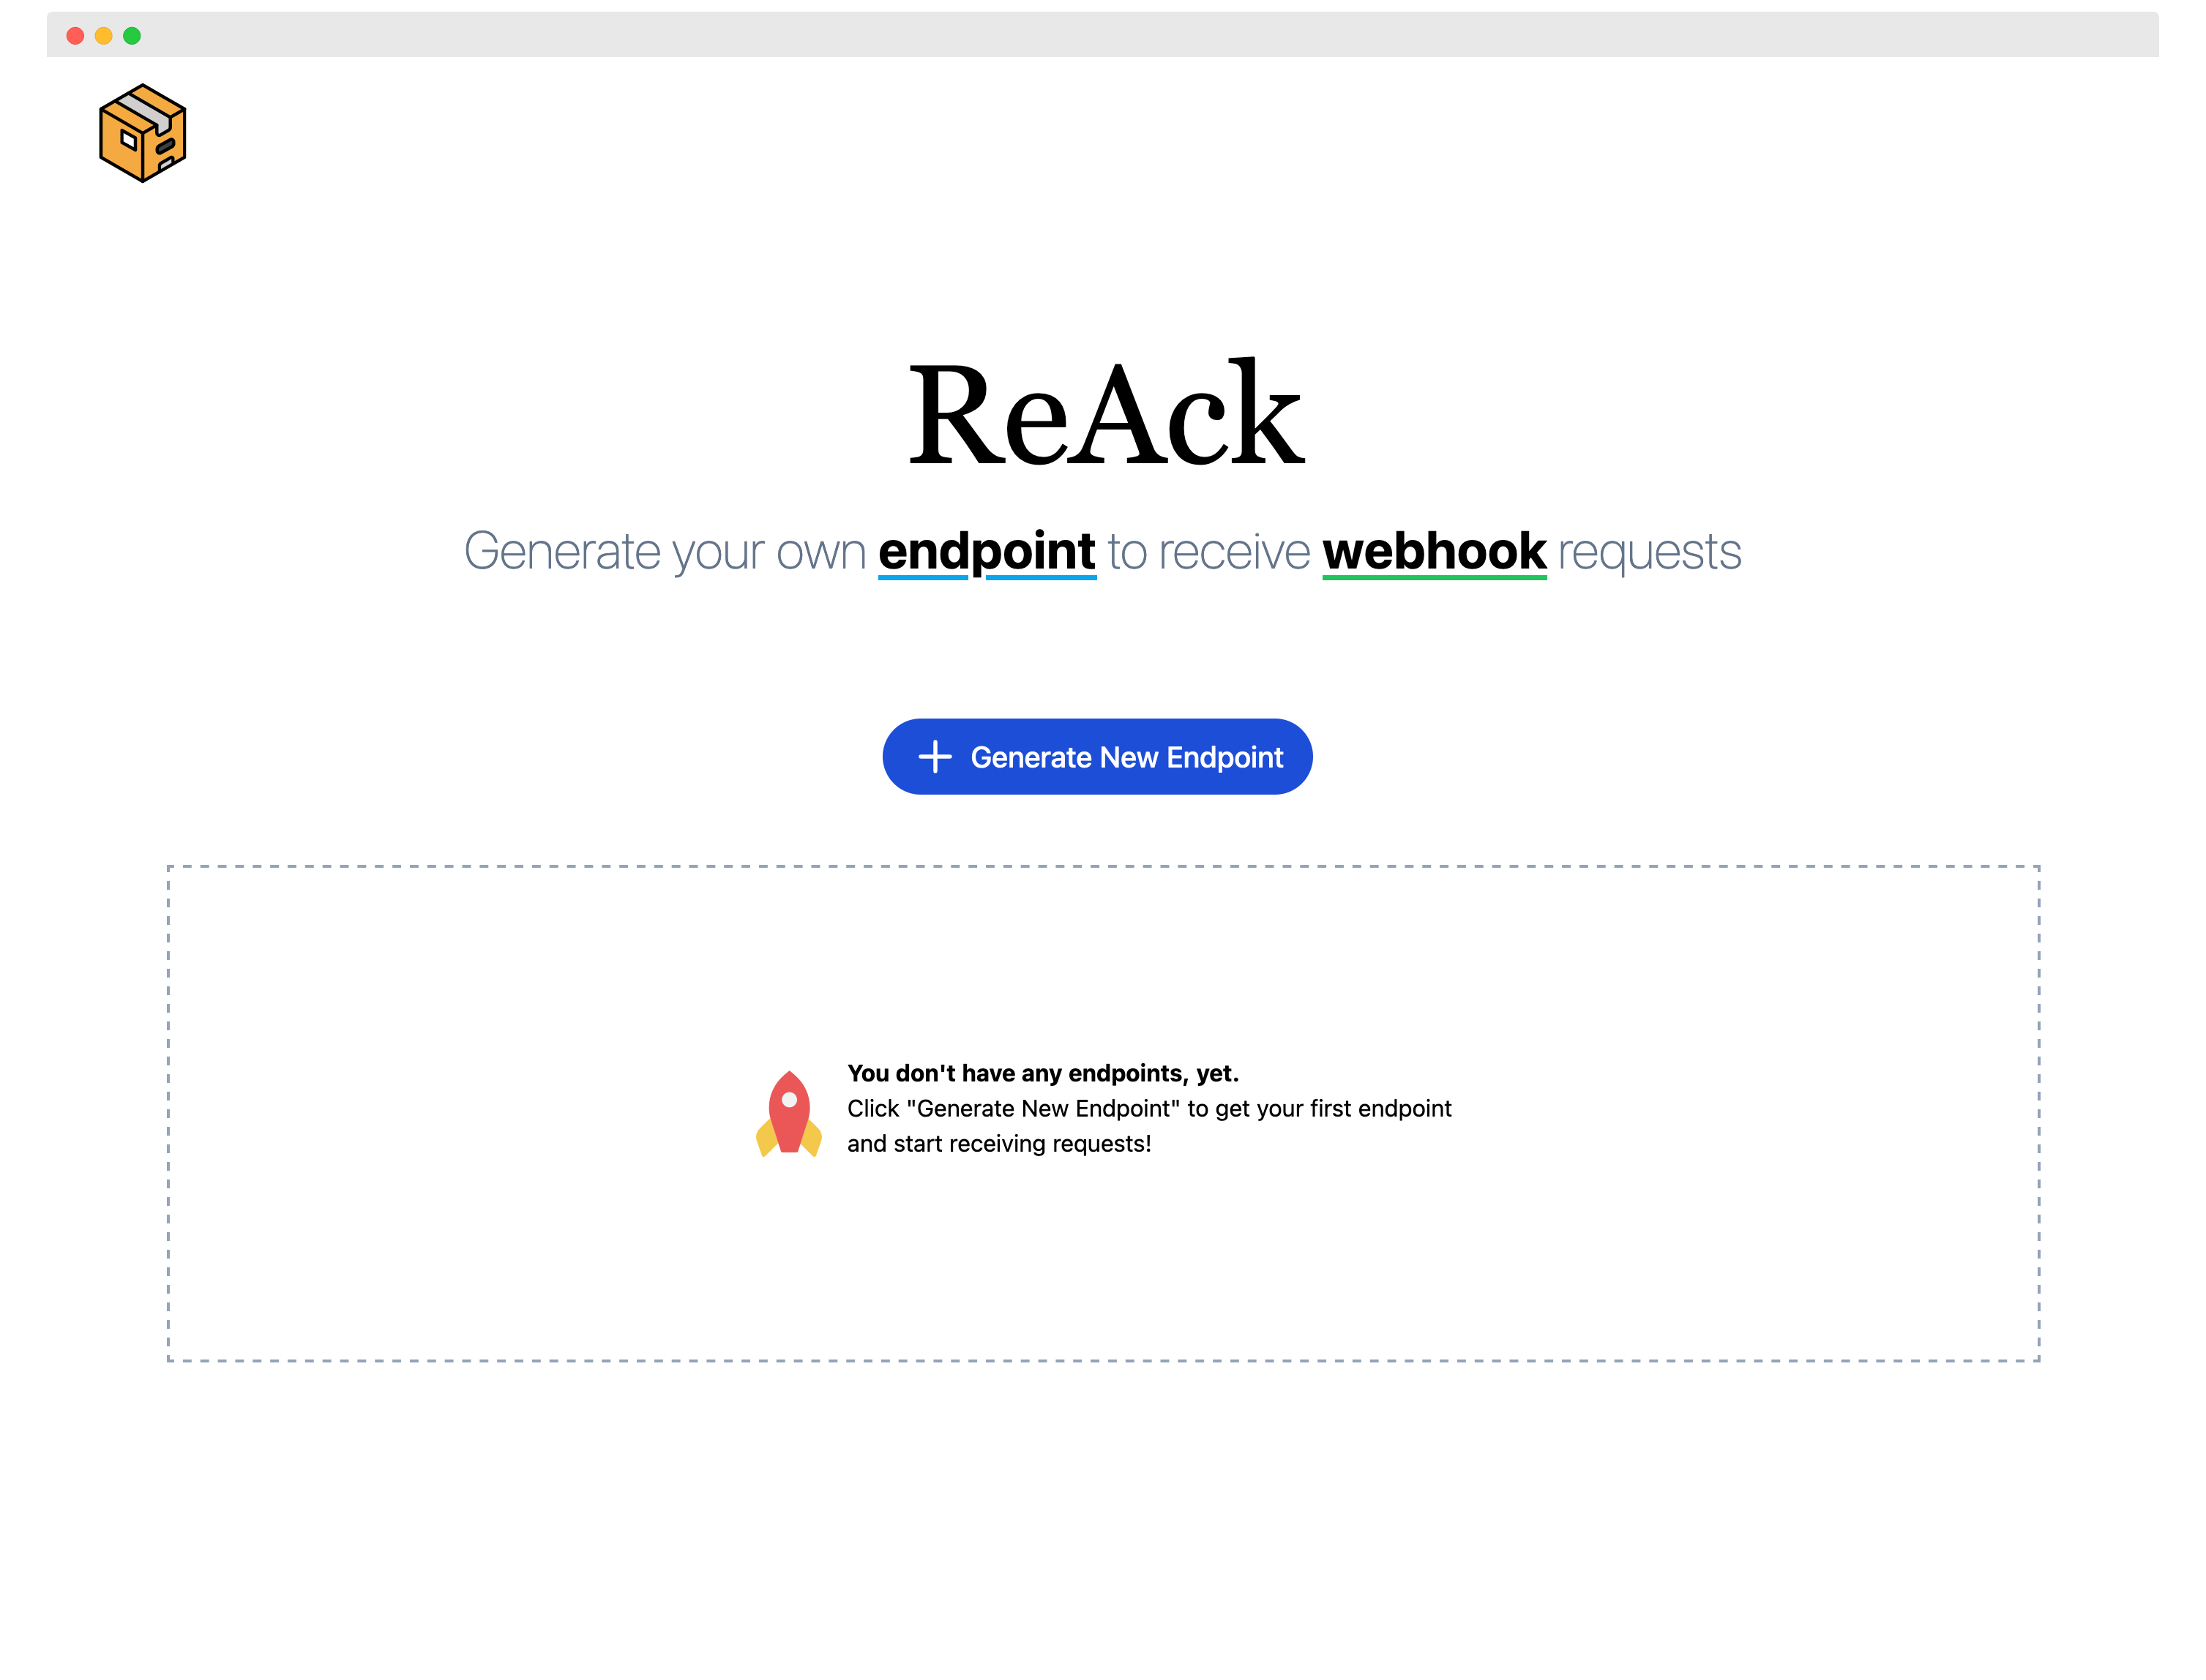 ReAck
Generate your own endpoint to receive webhook requests
Generate New Endpoint
You don't have any endpoints, yet.
Click "Generate New Endpoint" to get your first endpoint
and start receiving requests!